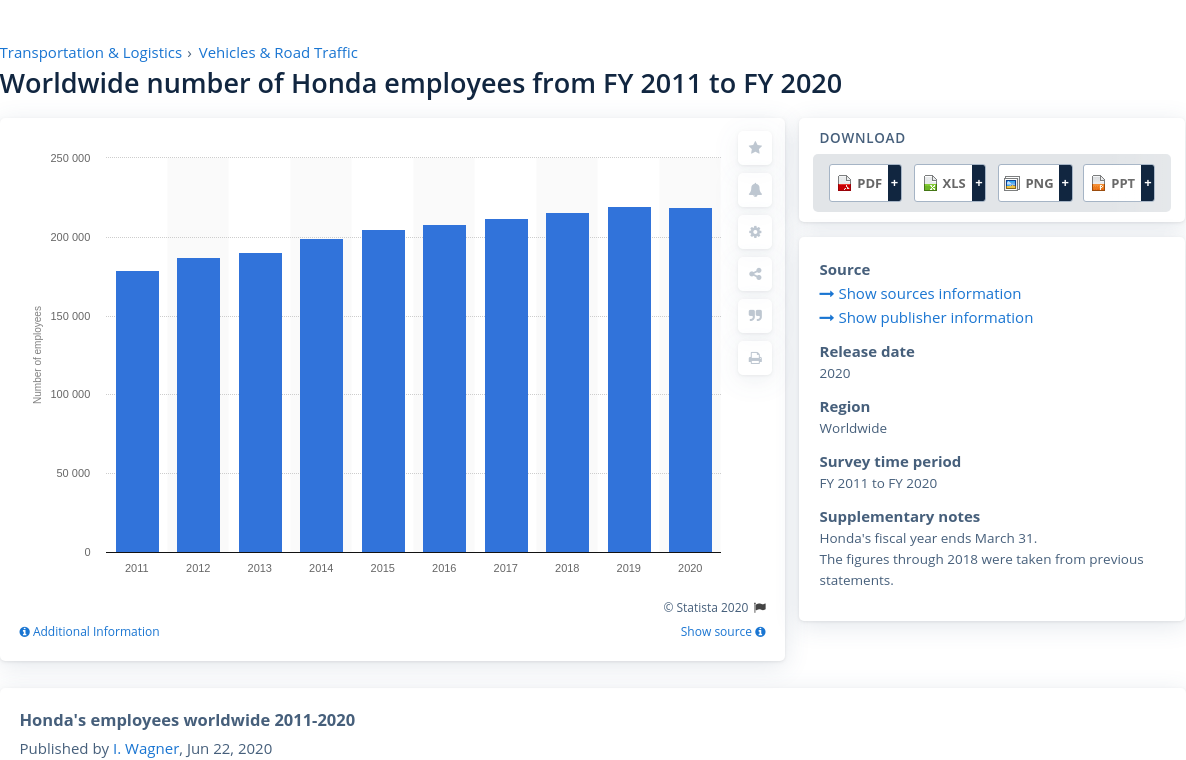 Transportation & Logistics › Vehicles & Road Traffic
Worldwide number of Honda employees from FY 2011 to FY 2020
250 000
200 000
150 000
100 000
50 000
0
Number of employees
2011 2012 2013 2014 2015 2016 2017 2018 2019 2020
© Statista 2020
Additional Information
Show source
DOWNLOAD
PDF + XLS + PNG + PPT +
Source
Show sources information
Show publisher information
Release date
2020
Region
Worldwide
Survey time period
FY 2011 to FY 2020
Supplementary notes
Honda's fiscal year ends March 31.
The figures through 2018 were taken from previous
statements.
Honda's employees worldwide 2011-2020
Published by I. Wagner, Jun 22, 2020